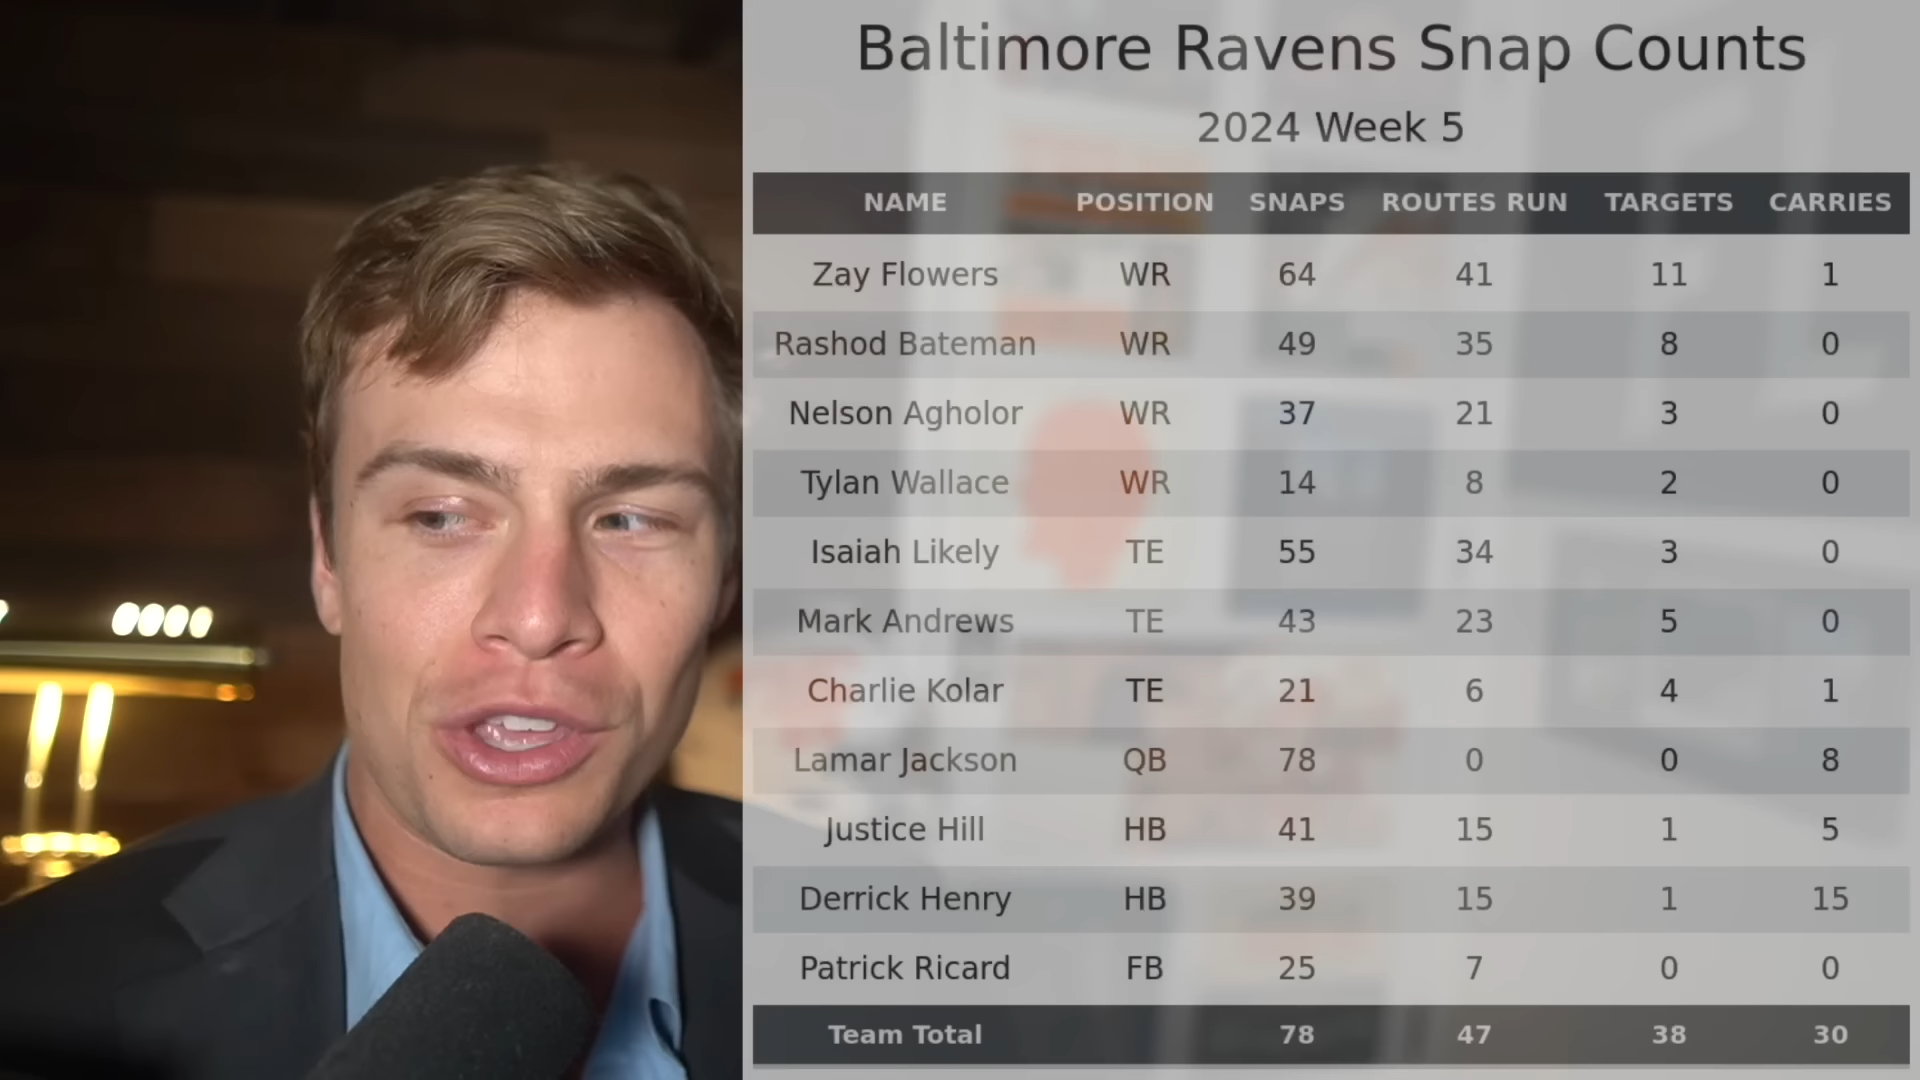 Baltimore Ravens Snap Counts
2024 Week 5
NAME POSITION SNAPS ROUTES RUN TARGETS CARRIES
Zay Flowers WR 64 41 11 1
Rashod Bateman WR 49 35 8 0
Nelson Agholor WR 37 21 3 0
Tylan Wallace WR 14 8 2 0
Isaiah Likely TE 55 34 3 0
Mark Andrews TE 43 23 5 0
Charlie Kolar TE 21 6 4 1
Lamar Jackson QB 78 0 0 8
Justice Hill HB 41 15 1 5
Derrick Henry HB 39 15 1 15
Patrick Ricard FB 25 7 0 0
Team Total 78 47 38 30